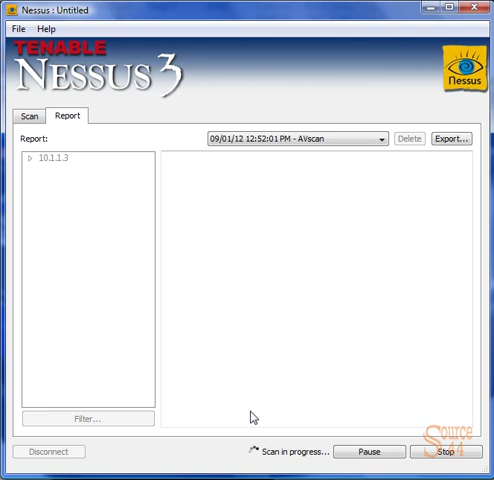 Nessus : Untitled
File Help
TENABLE
NESSUS 3
Nessus
Scan Report
Report: 09/01/12 12:52:01 PM - AVscan Delete Export...
10.1.1.3
Filter...
Disconnect Scan in progress... Pause Stop
Source
44